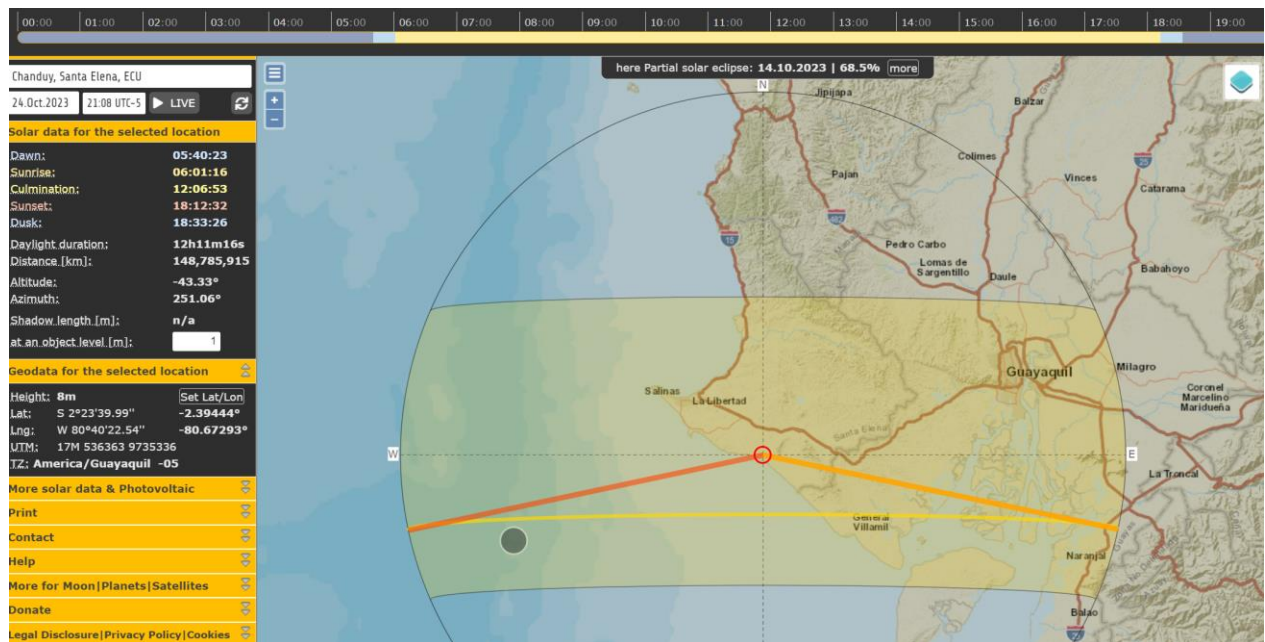 00:00 01:00 02:00 03:00 04:00 05:00 06:00 07:00 08:00 09:00 10:00 11:00 12:00 13:00 14:00 15:00 16:00 17:00 18:00 19:00
Chanduy, Santa Elena, ECU
24.Oct.2023 21:08 UTC-5 LIVE
Solar data for the selected location
Dawn: 05:40:23
Sunrise: 06:01:16
Culmination: 12:06:53
Sunset: 18:12:32
Dusk: 18:33:26
Daylight duration: 12h11m16s
Distance [km]: 148,785,915
Altitude: -43.33°
Azimuth: 251.06°
Shadow length [m]: n/a
at an object level [m]: 1
Geodata for the selected location
Height: 8m Set Lat/Lon
Lat: S 2°23'39.99" -2.39444°
Lng: W 80°40'22.54" -80.67293°
UTM: 17M 536363 9735336
TZ: America/Guayaquil -05
More solar data & Photovoltaic
Print
Contact
Help
More for Moon|Planets|Satellites
Donate
Legal Disclosure|Privacy Policy|Cookies
+
-
here Partial solar eclipse: 14.10.2023 | 68.5% more
N
Jipijapa
Balzar
Colimes
25
Paján
Vinces
Catarama
482
15
Pedro Carbo
Lomas de
Sargentillo
Daule
Babahoyo
Guayaquil
Milagro
Salinas
La Libertad
Coronel
Marcelino
Maridueña
Santa Elena
W
E
La Troncal
General
Villamil
Guayas
Naranjal
Balao
25